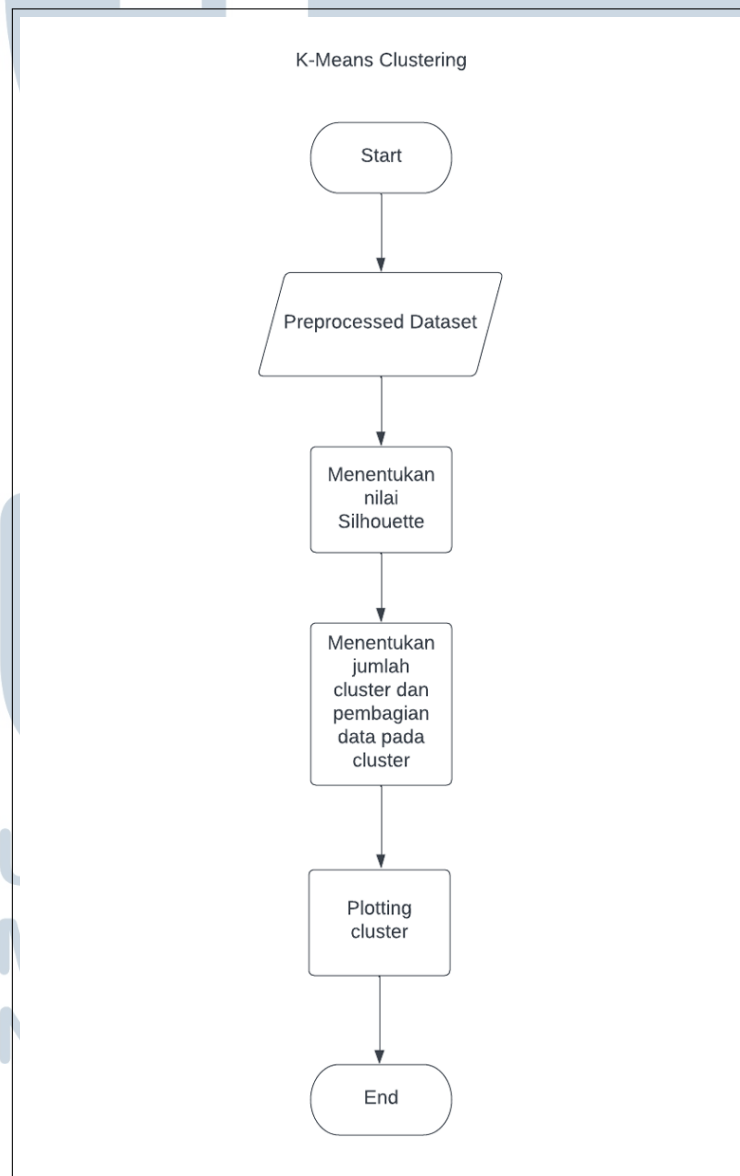 K-Means Clustering
Start
Preprocessed Dataset
Menentukan
nilai
Silhouette
Menentukan
jumlah
cluster dan
pembagian
data pada
cluster
Plotting
cluster
End